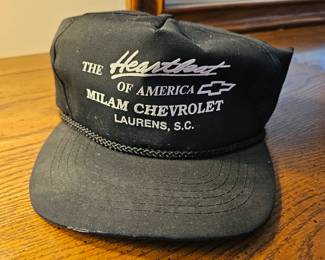 THE Heartbeat
OF AMERICA
MILAM CHEVROLET
LAURENS, S.C.